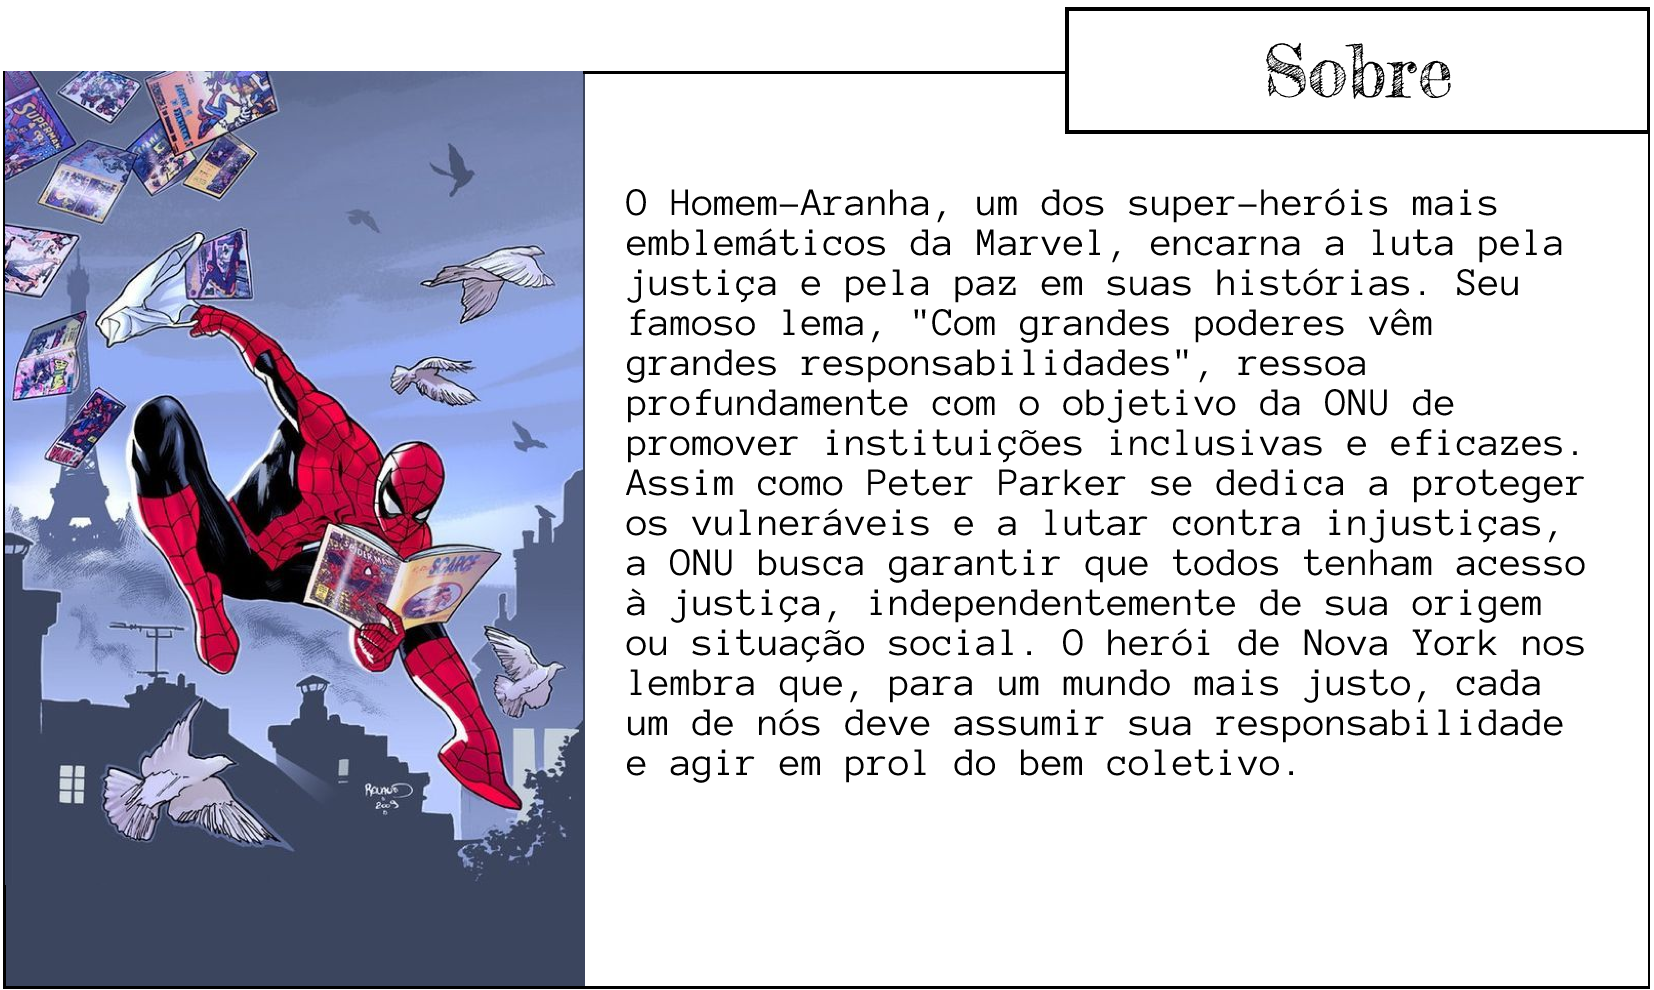 Sobre
O Homem-Aranha, um dos super-heróis mais
emblemáticos da Marvel, encarna a luta pela
justiça e pela paz em suas histórias. Seu
famoso lema, "Com grandes poderes vêm
grandes responsabilidades", ressoa
profundamente com o objetivo da ONU de
promover instituições inclusivas e eficazes.
Assim como Peter Parker se dedica a proteger
os vulneráveis e a lutar contra injustiças,
a ONU busca garantir que todos tenham acesso
à justiça, independentemente de sua origem
ou situação social. O herói de Nova York nos
lembra que, para um mundo mais justo, cada
um de nós deve assumir sua responsabilidade
e agir em prol do bem coletivo.
SUPERMAN
SCARCE
2009